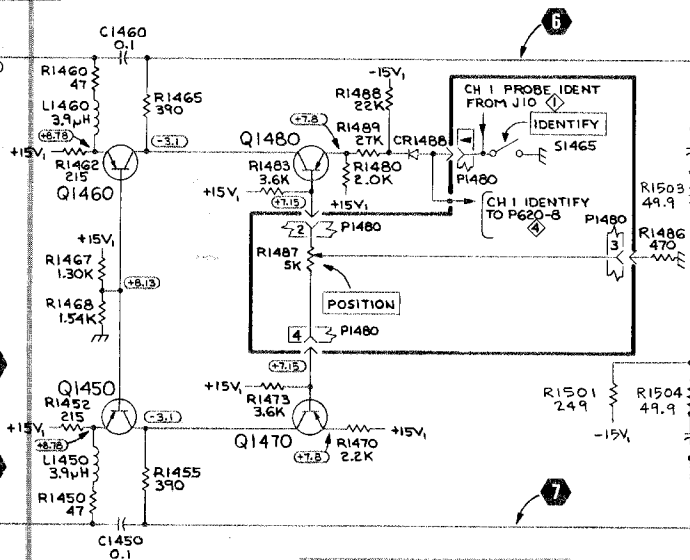 C1460
0.1
6
R1460
47
L1460
3.9µH
+8.78
R1465
390
-3.1
+15V₁
R1462
215
Q1460
-15V₁
R1488
22K
+7.8
R1489
27K
CR1488
Q1480
R1483
3.6K
+15V₁
+7.15
R1480
2.0K
+15V₁
CH 1 PROBE IDENT
FROM J10 1
IDENTIFY
S1465
P1480
CH 1 IDENTIFY
TO P620-8
4
R1503
49.9
P1480
3
R1486
470
2
P1480
R1487
5K
POSITION
+15V₁
R1467
1.30K
+8.13
R1468
1.54K
4
P1480
+7.15
Q1450
R1452
215
+15V₁
+8.78
-3.1
+15V₁
R1473
3.6K
Q1470
+7.8
R1470
2.2K
+15V₁
R1501
249
-15V₁
R1504
49.9
L1450
3.9µH
R1450
47
R1455
390
C1450
0.1
7